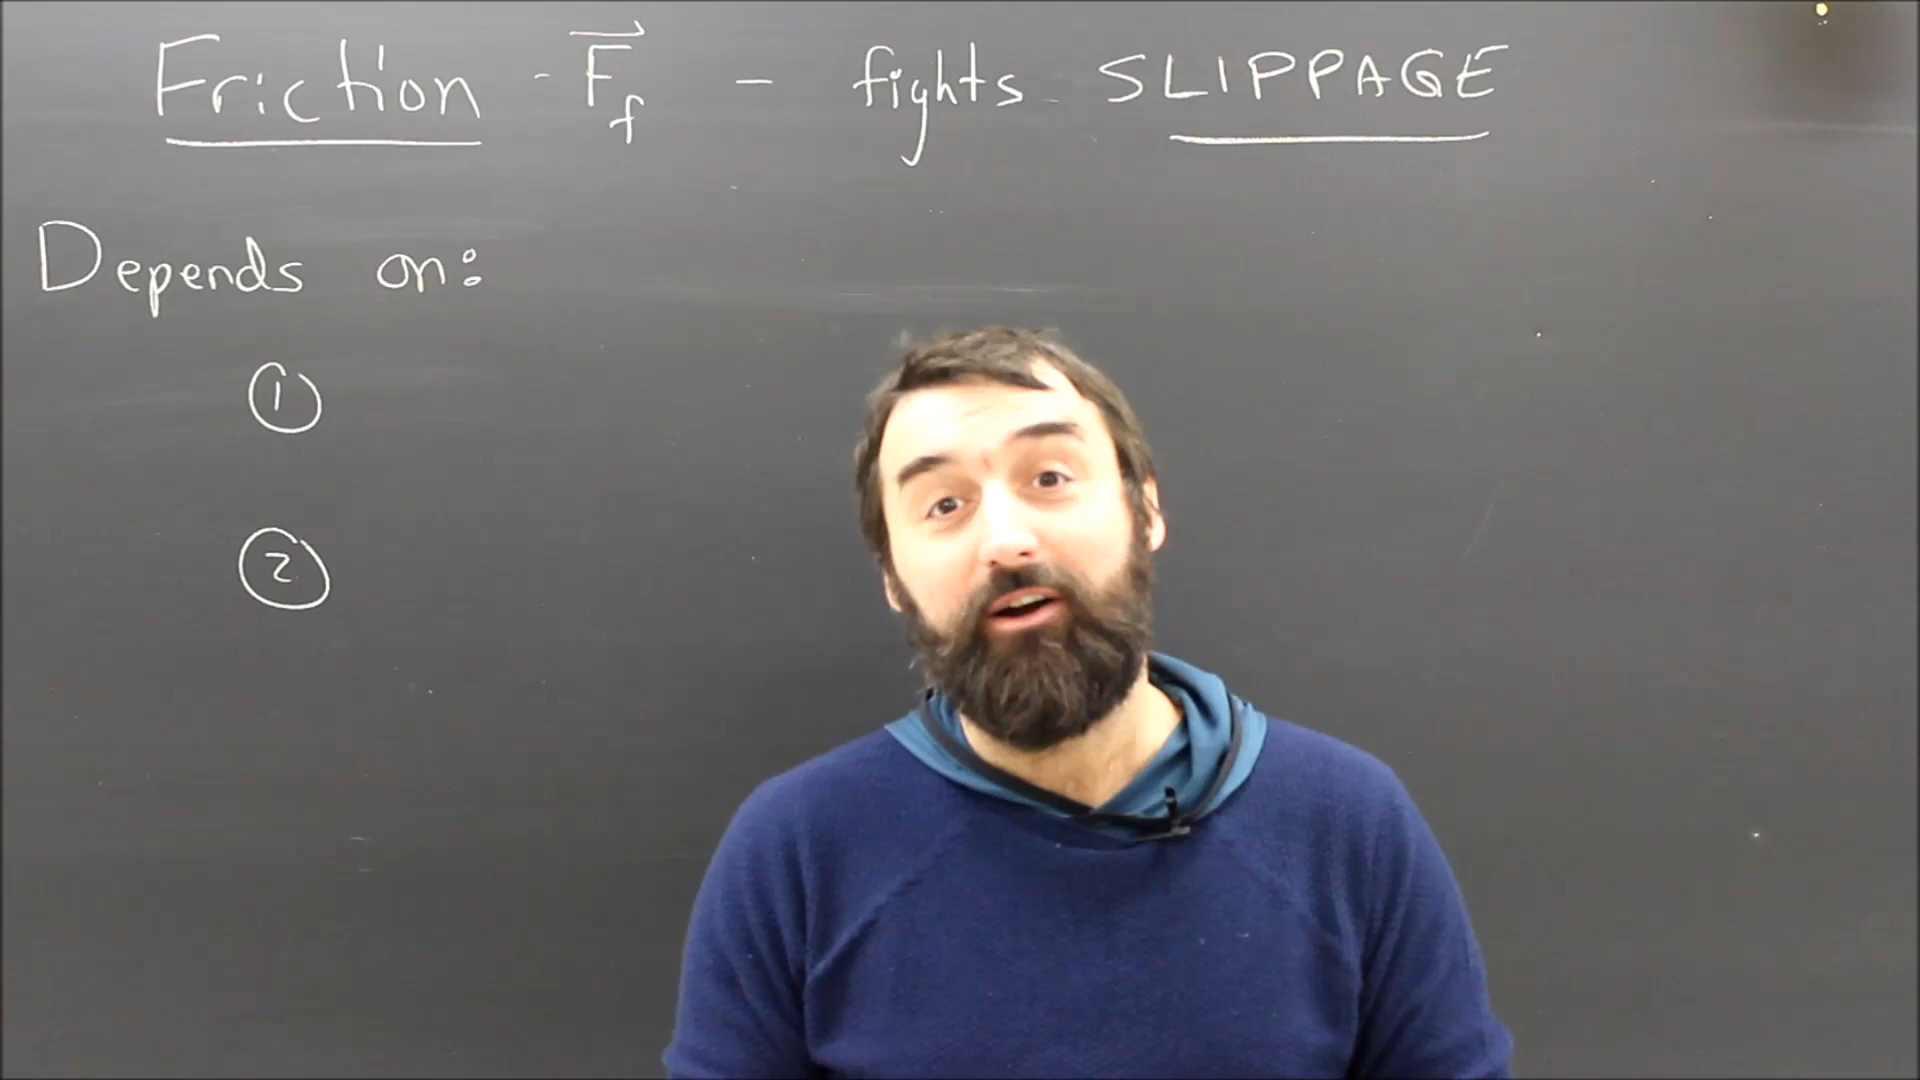 Friction - F⃗f - fights SLIPPAGE
Depends on:
①
②